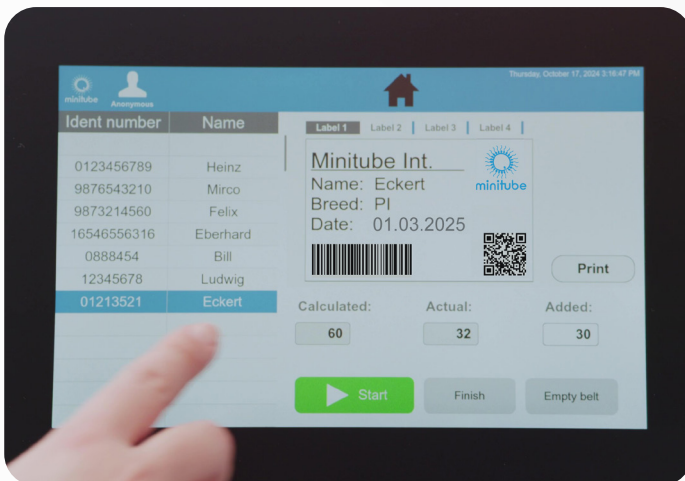 Thursday, October 17, 2024 3:16:47 PM
minitube
Anonymous
Ident number Name
0123456789 Heinz
9876543210 Mirco
9873214560 Felix
16546556316 Eberhard
0888454 Bill
12345678 Ludwig
01213521 Eckert
Label 1 Label 2 Label 3 Label 4
Minitube Int.
Name: Eckert
Breed: PI
Date: 01.03.2025
minitube
Print
Calculated: Actual: Added:
60 32 30
Start Finish Empty belt